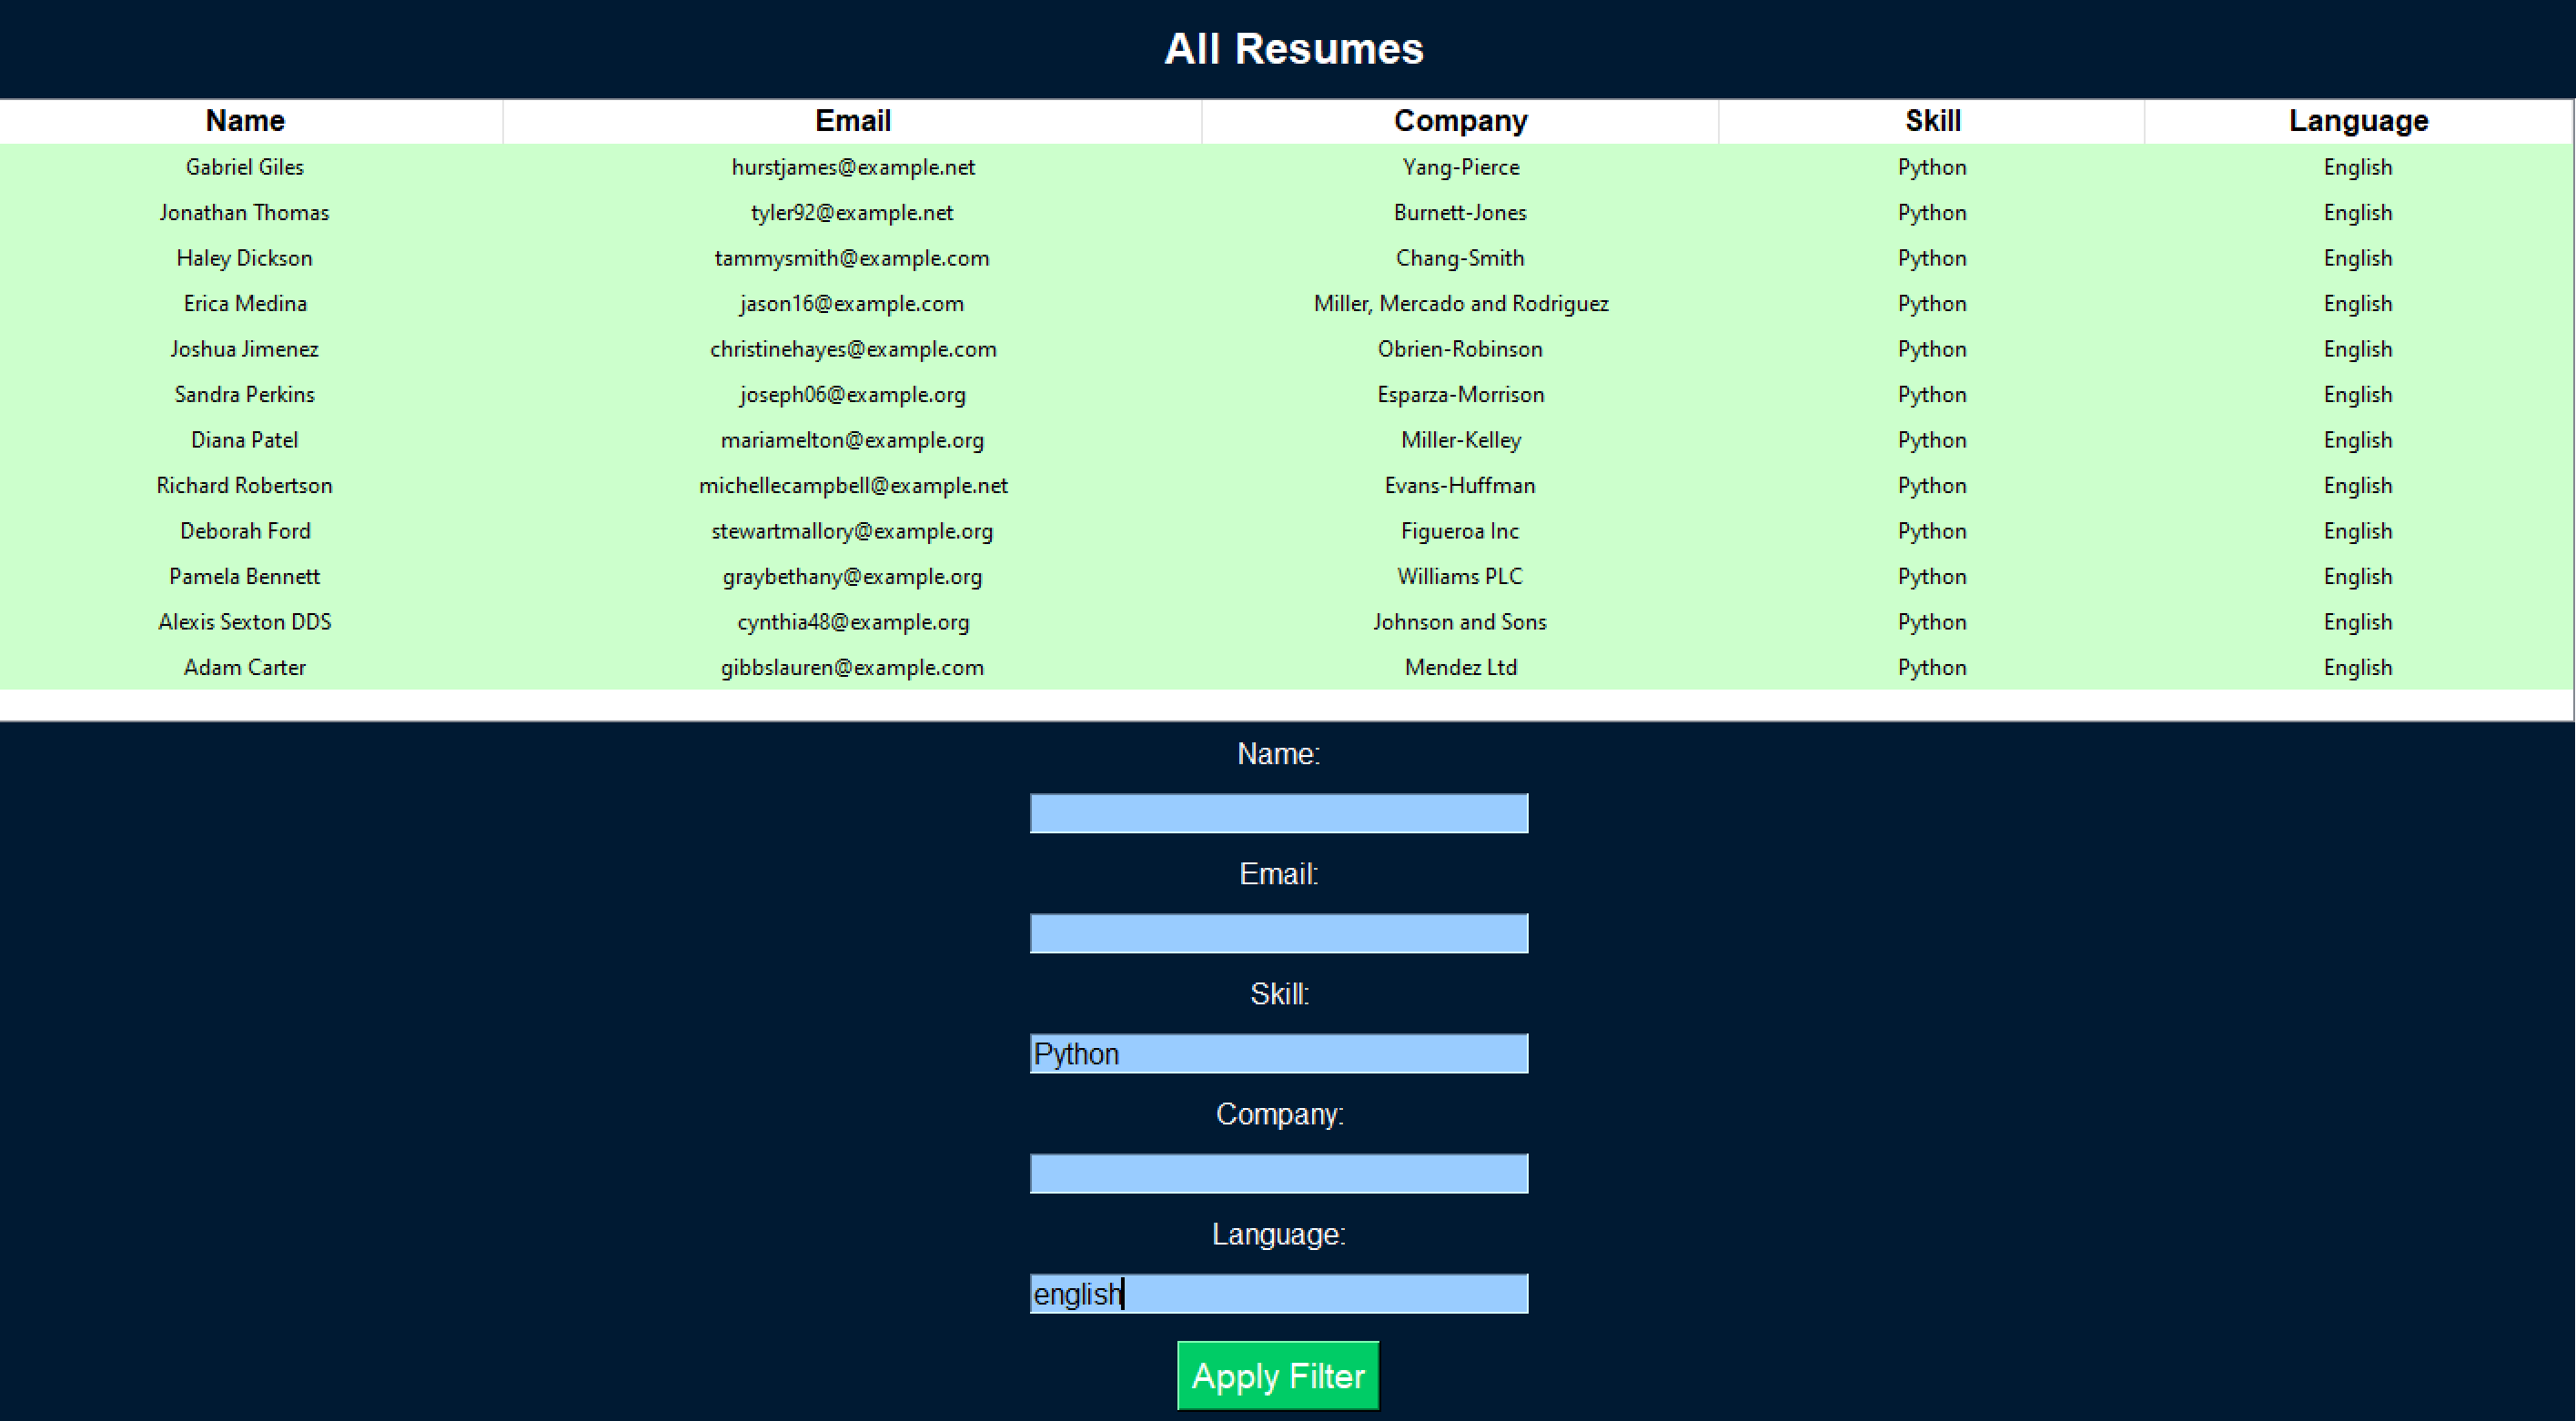 All Resumes
Name Email Company Skill Language
Gabriel Giles hurstjames@example.net Yang-Pierce Python English
Jonathan Thomas tyler92@example.net Burnett-Jones Python English
Haley Dickson tammysmith@example.com Chang-Smith Python English
Erica Medina jason16@example.com Miller, Mercado and Rodriguez Python English
Joshua Jimenez christinehayes@example.com Obrien-Robinson Python English
Sandra Perkins joseph06@example.org Esparza-Morrison Python English
Diana Patel mariamelton@example.org Miller-Kelley Python English
Richard Robertson michellecampbell@example.net Evans-Huffman Python English
Deborah Ford stewartmallory@example.org Figueroa Inc Python English
Pamela Bennett graybethany@example.org Williams PLC Python English
Alexis Sexton DDS cynthia48@example.org Johnson and Sons Python English
Adam Carter gibbslauren@example.com Mendez Ltd Python English
Name:
Email:
Skill:
Python
Company:
Language:
english
Apply Filter